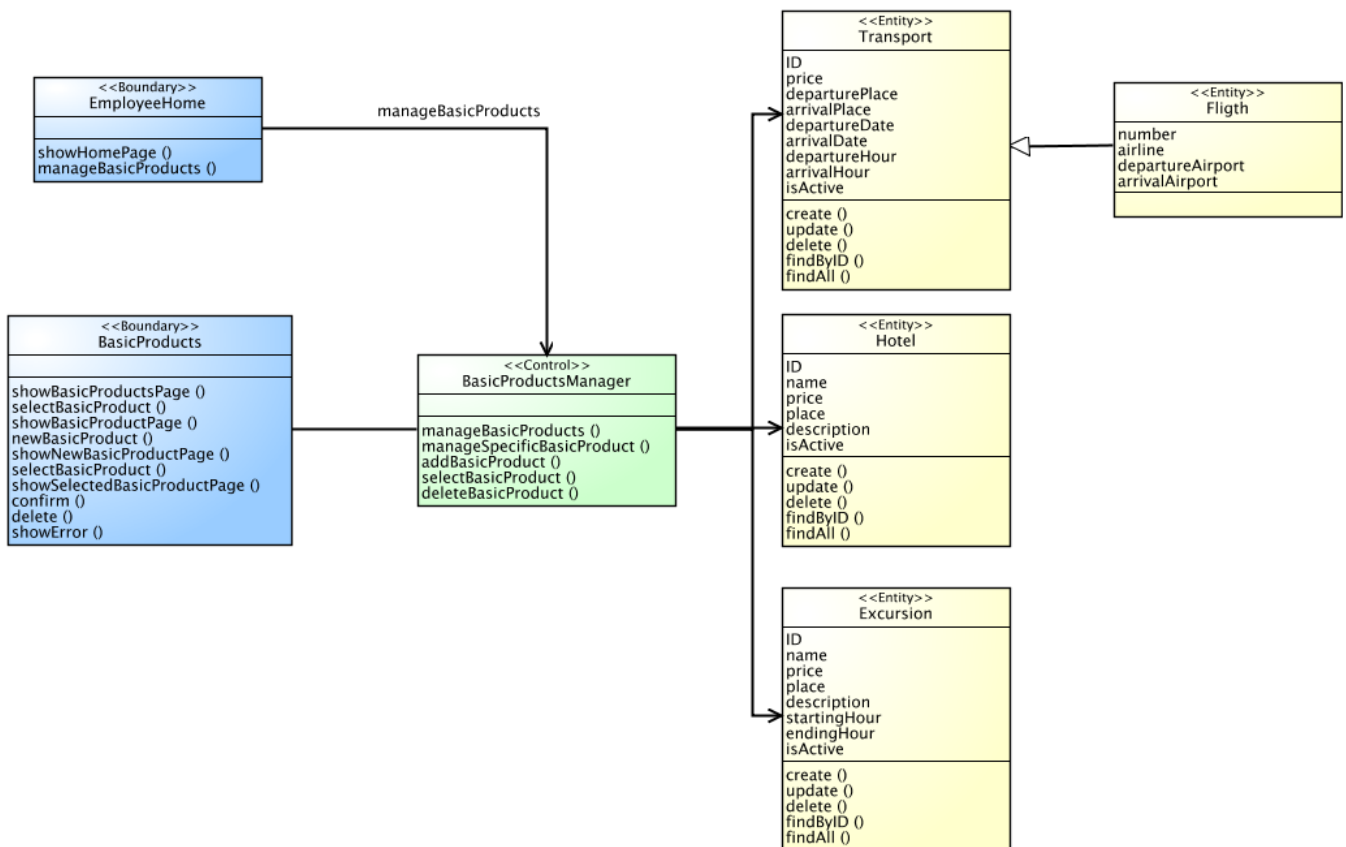 <<Boundary>>
EmployeeHome
showHomePage ()
manageBasicProducts ()
manageBasicProducts
<<Boundary>>
BasicProducts
showBasicProductsPage ()
selectBasicProduct ()
showBasicProductPage ()
newBasicProduct ()
showNewBasicProductPage ()
selectBasicProduct ()
showSelectedBasicProductPage ()
confirm ()
delete ()
showError ()
<<Control>>
BasicProductsManager
manageBasicProducts ()
manageSpecificBasicProduct ()
addBasicProduct ()
selectBasicProduct ()
deleteBasicProduct ()
<<Entity>>
Transport
ID
price
departurePlace
arrivalPlace
departureDate
arrivalDate
departureHour
arrivalHour
isActive
create ()
update ()
delete ()
findByID ()
findAll ()
<<Entity>>
Fligth
number
airline
departureAirport
arrivalAirport
<<Entity>>
Hotel
ID
name
price
place
description
isActive
create ()
update ()
delete ()
findByID ()
findAll ()
<<Entity>>
Excursion
ID
name
price
place
description
startingHour
endingHour
isActive
create ()
update ()
delete ()
findByID ()
findAll ()